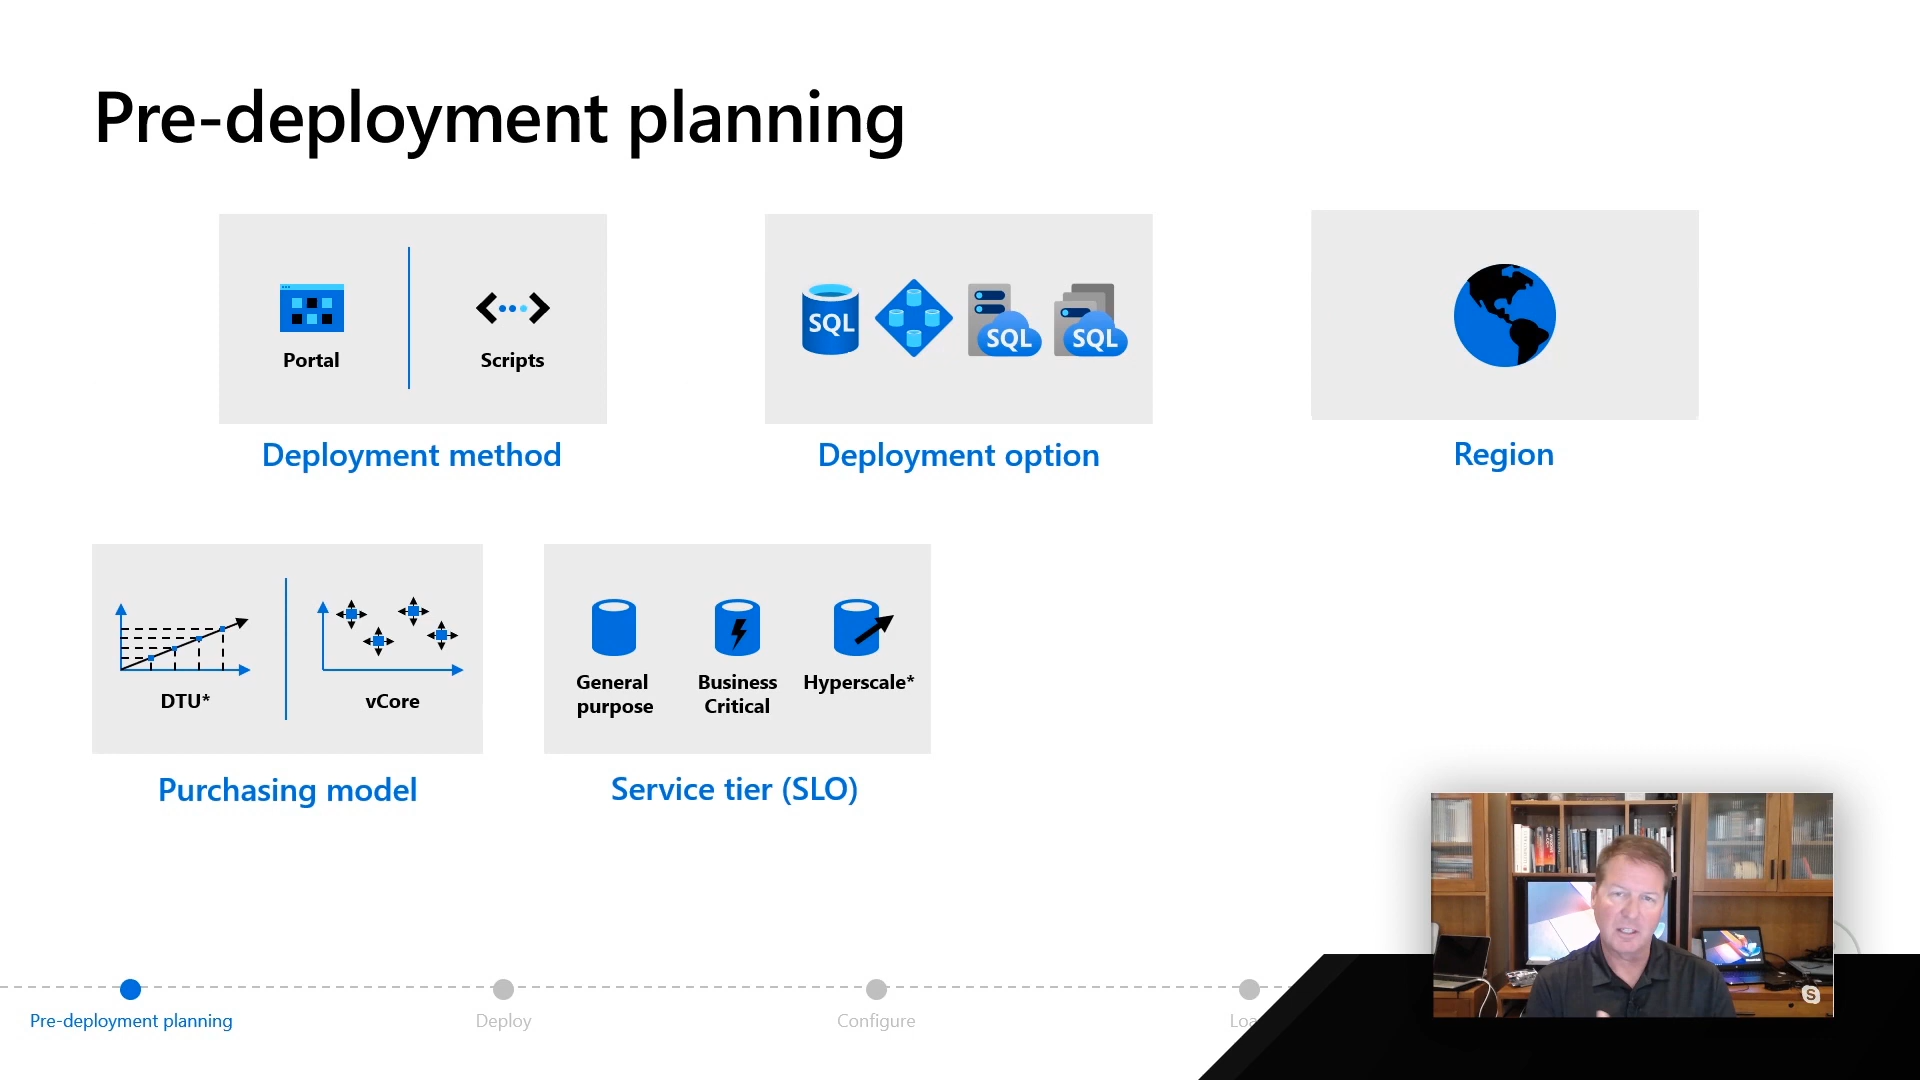 Pre-deployment planning
Portal
Scripts
SQL
SQL
SQL
Deployment method
Deployment option
Region
DTU*
vCore
General
purpose
Business
Critical
Hyperscale*
Purchasing model
Service tier (SLO)
Pre-deployment planning
Deploy
Configure
Loa
S